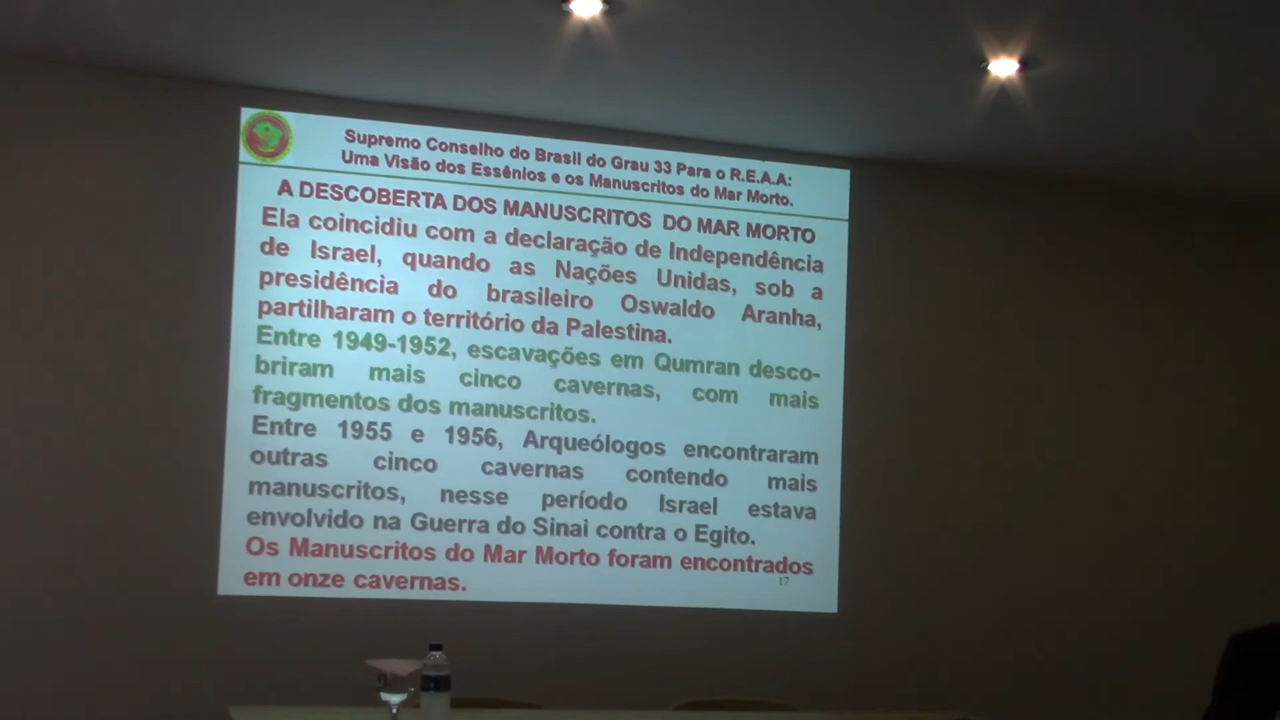 Supremo Conselho do Brasil do Grau 33 Para o R.E.A.A:
Uma Visão dos Essênios e os Manuscritos do Mar Morto.
A DESCOBERTA DOS MANUSCRITOS DO MAR MORTO
Ela coincidiu com a declaração de Independência
de Israel, quando as Nações Unidas, sob a
presidência do brasileiro Oswaldo Aranha,
partilharam o território da Palestina.
Entre 1949-1952, escavações em Qumran desco-
briram mais cinco cavernas, com mais
fragmentos dos manuscritos.
Entre 1955 e 1956, Arqueólogos encontraram
outras cinco cavernas contendo mais
manuscritos, nesse período Israel estava
envolvido na Guerra do Sinai contra o Egito.
Os Manuscritos do Mar Morto foram encontrados
em onze cavernas.
17